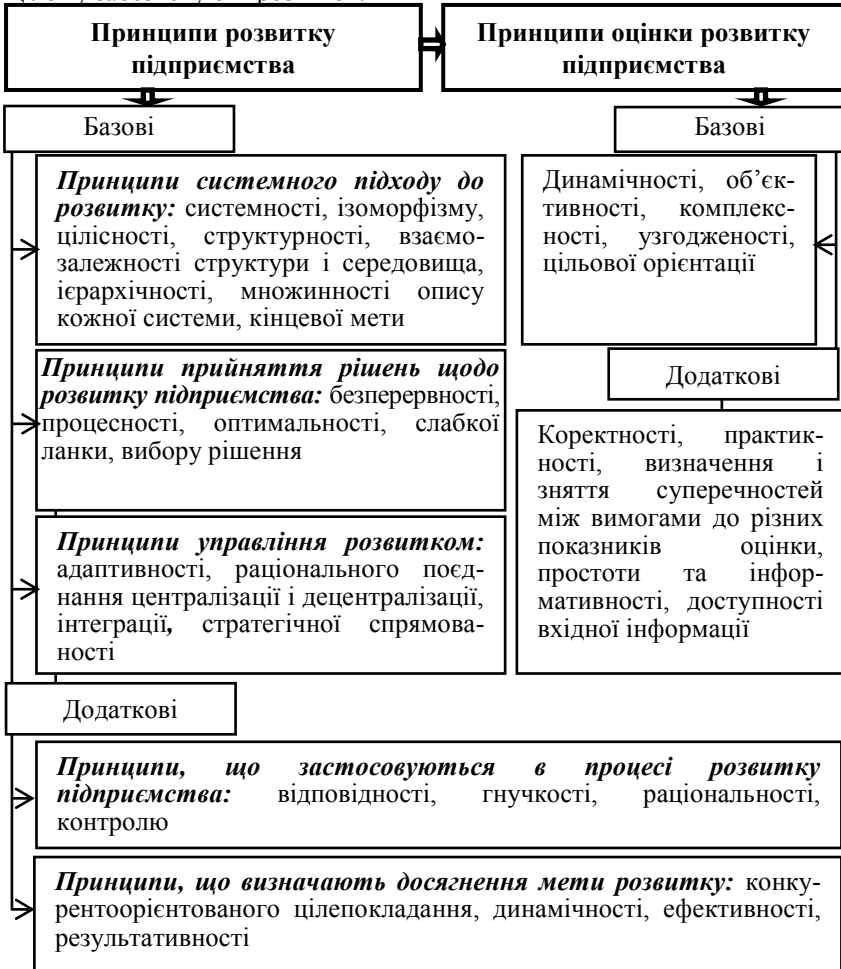 Принципи розвитку
підприємства
Принципи оцінки розвитку
підприємства
Базові
Базові
Принципи системного підходу до
розвитку: системності, ізоморфізму,
цілісності, структурності, взаємо-
залежності структури і середовища,
ієрархічності, множинності опису
кожної системи, кінцевої мети
Динамічності, об’єк-
тивності, комплекс-
ності, узгодженості,
цільової орієнтації
Принципи прийняття рішень щодо
розвитку підприємства: безперервності,
процесності, оптимальності, слабкої
ланки, вибору рішення
Додаткові
Коректності, практик-
ності, визначення і
зняття суперечностей
між вимогами до різних
показників оцінки,
простоти та інфор-
мативності, доступності
вхідної інформації
Принципи управління розвитком:
адаптивності, раціонального поєд-
нання централізації і децентралізації,
інтеграції, стратегічної спрямова-
ності
Додаткові
Принципи, що застосовуються в процесі розвитку
підприємства: відповідності, гнучкості, раціональності,
контролю
Принципи, що визначають досягнення мети розвитку: конку-
рентоорієнтованого цілепокладання, динамічності, ефективності,
результативності